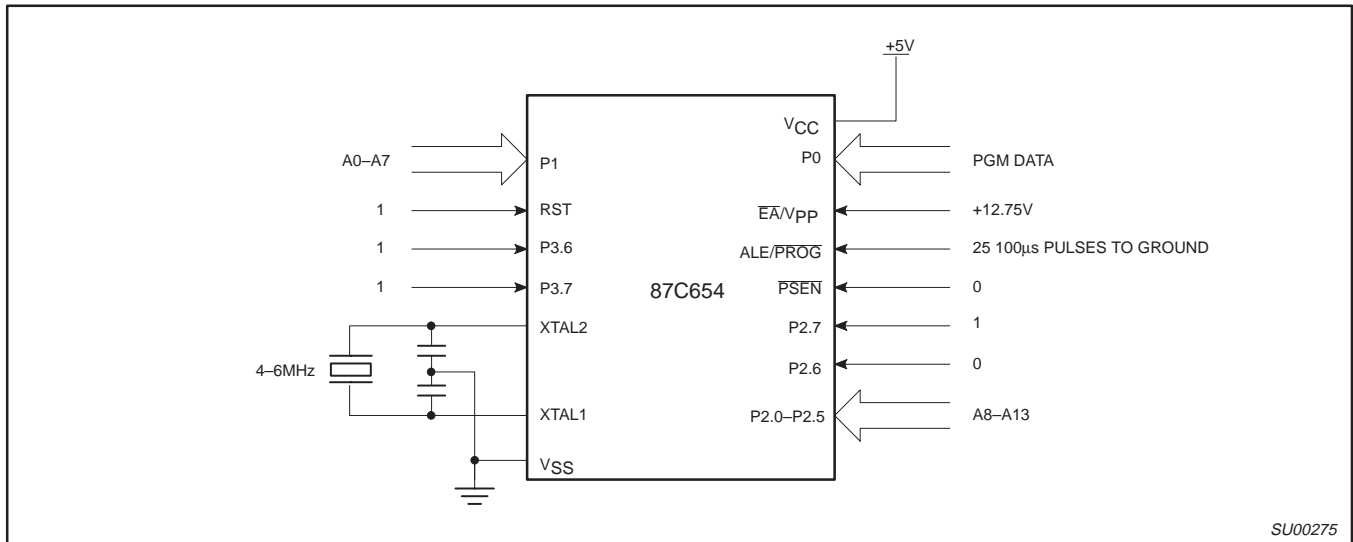 +5V
VCC
A0–A7
P1
P0
PGM DATA
1
RST
EA/VPP
+12.75V
1
P3.6
ALE/PROG
25 100µs PULSES TO GROUND
1
P3.7
87C654
PSEN
0
XTAL2
P2.7
1
4–6MHz
P2.6
0
XTAL1
P2.0–P2.5
A8–A13
VSS
SU00275